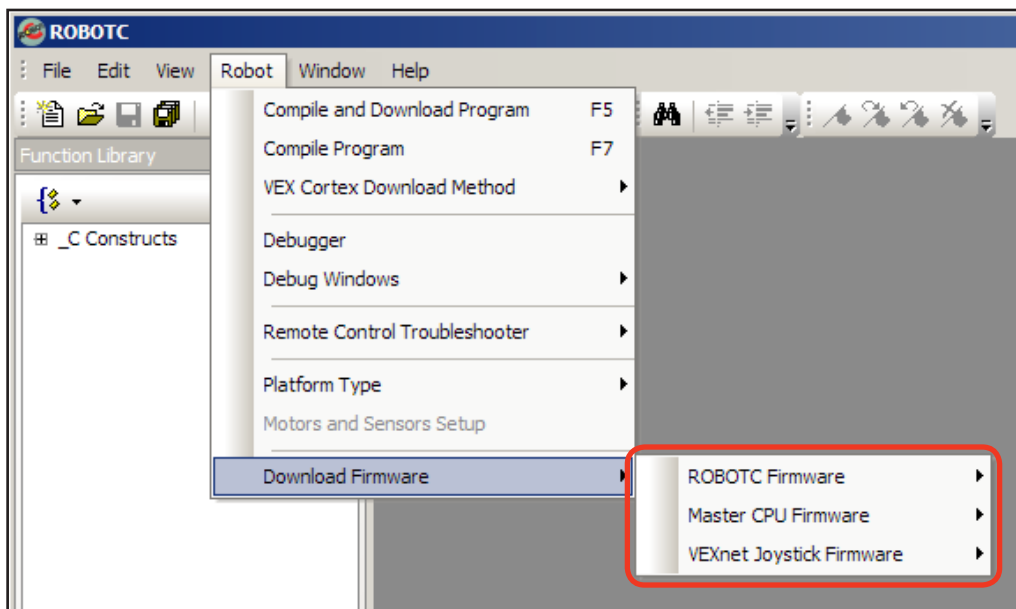 ROBOTC
File Edit View Robot Window Help
Function Library
_C Constructs
Compile and Download Program F5
Compile Program F7
VEX Cortex Download Method
Debugger
Debug Windows
Remote Control Troubleshooter
Platform Type
Motors and Sensors Setup
Download Firmware
ROBOTC Firmware
Master CPU Firmware
VEXnet Joystick Firmware